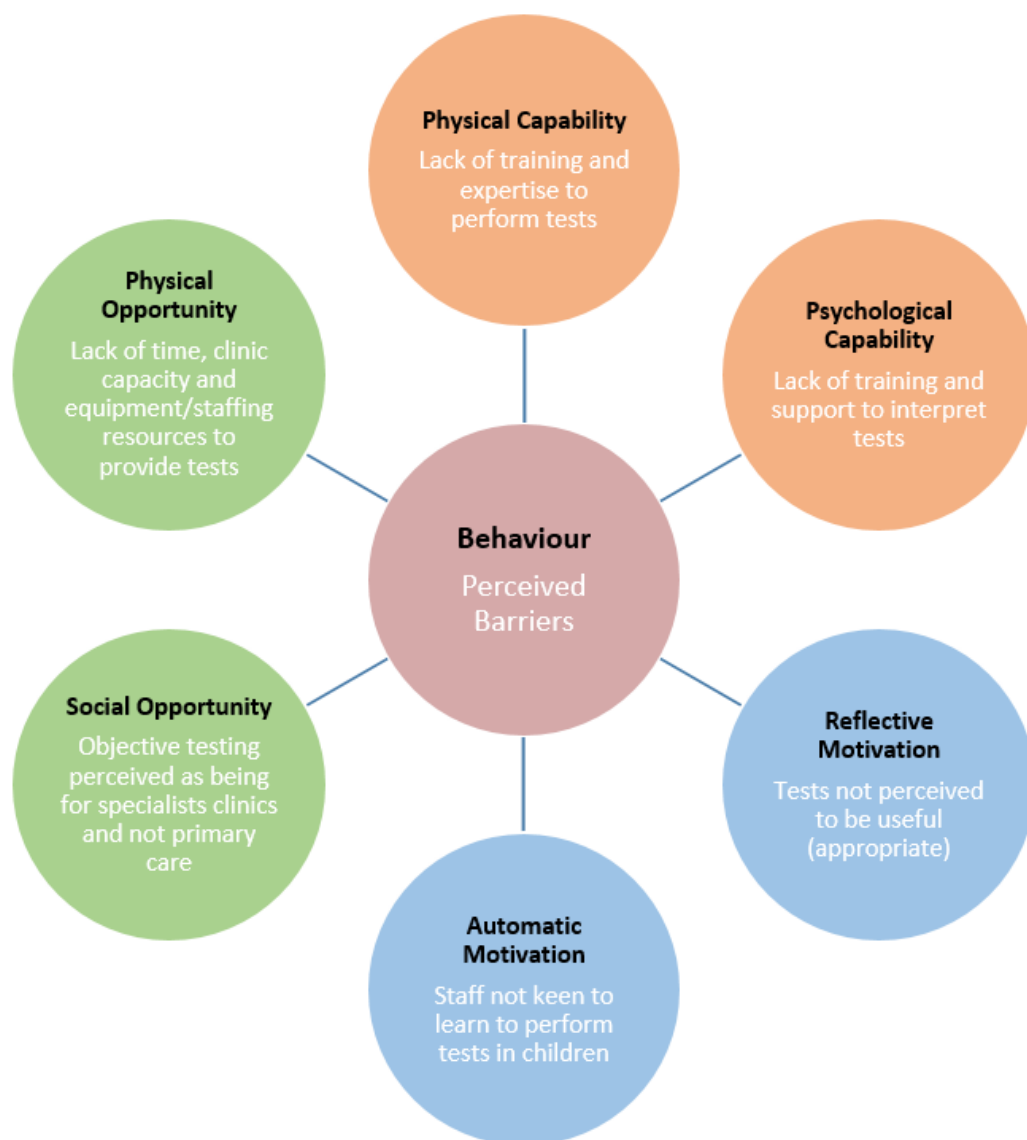 Physical Capability
Lack of training and
expertise to
perform tests
Physical
Opportunity
Lack of time, clinic
capacity and
equipment/staffing
resources to
provide tests
Psychological
Capability
Lack of training and
support to interpret
tests
Behaviour
Perceived
Barriers
Social Opportunity
Objective testing
perceived as being
for specialists clinics
and not primary
care
Reflective
Motivation
Tests not perceived
to be useful
(appropriate)
Automatic
Motivation
Staff not keen to
learn to perform
tests in children